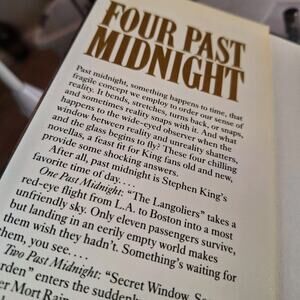 FOUR PAST
MIDNIGHT
Past midnight, something happens to time, that
fragile concept we employ to order our sense of
reality. It bends, stretches, turns back, or snaps,
and sometimes reality snaps with it. And what
happens to the wide-eyed observer when the
window between reality and unreality shatters,
and the glass begins to fly? These four chilling
novellas, a feast fit for King fans old and new,
provide some shocking answers.
After all, past midnight is Stephen King's
favorite time of day. . . .
One Past Midnight: "The Langoliers" takes a
red-eye flight from L.A. to Boston into a most
unfriendly sky. Only eleven passengers survive,
but landing in an eerily empty world makes
them wish they hadn't. Something's waiting for
them, you see. . . .
Two Past Midnight: "Secret Window, Se
arden" enters the suddenly
er Mort Rain